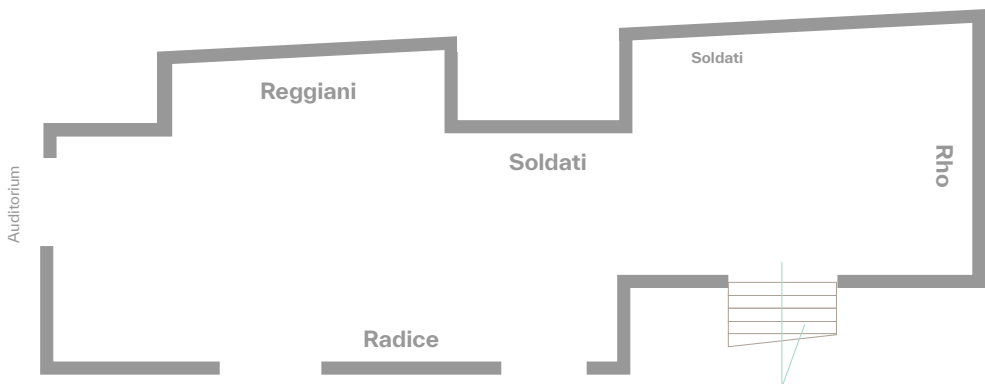 Soldati
Reggiani
Soldati
Rho
Auditorium
Radice